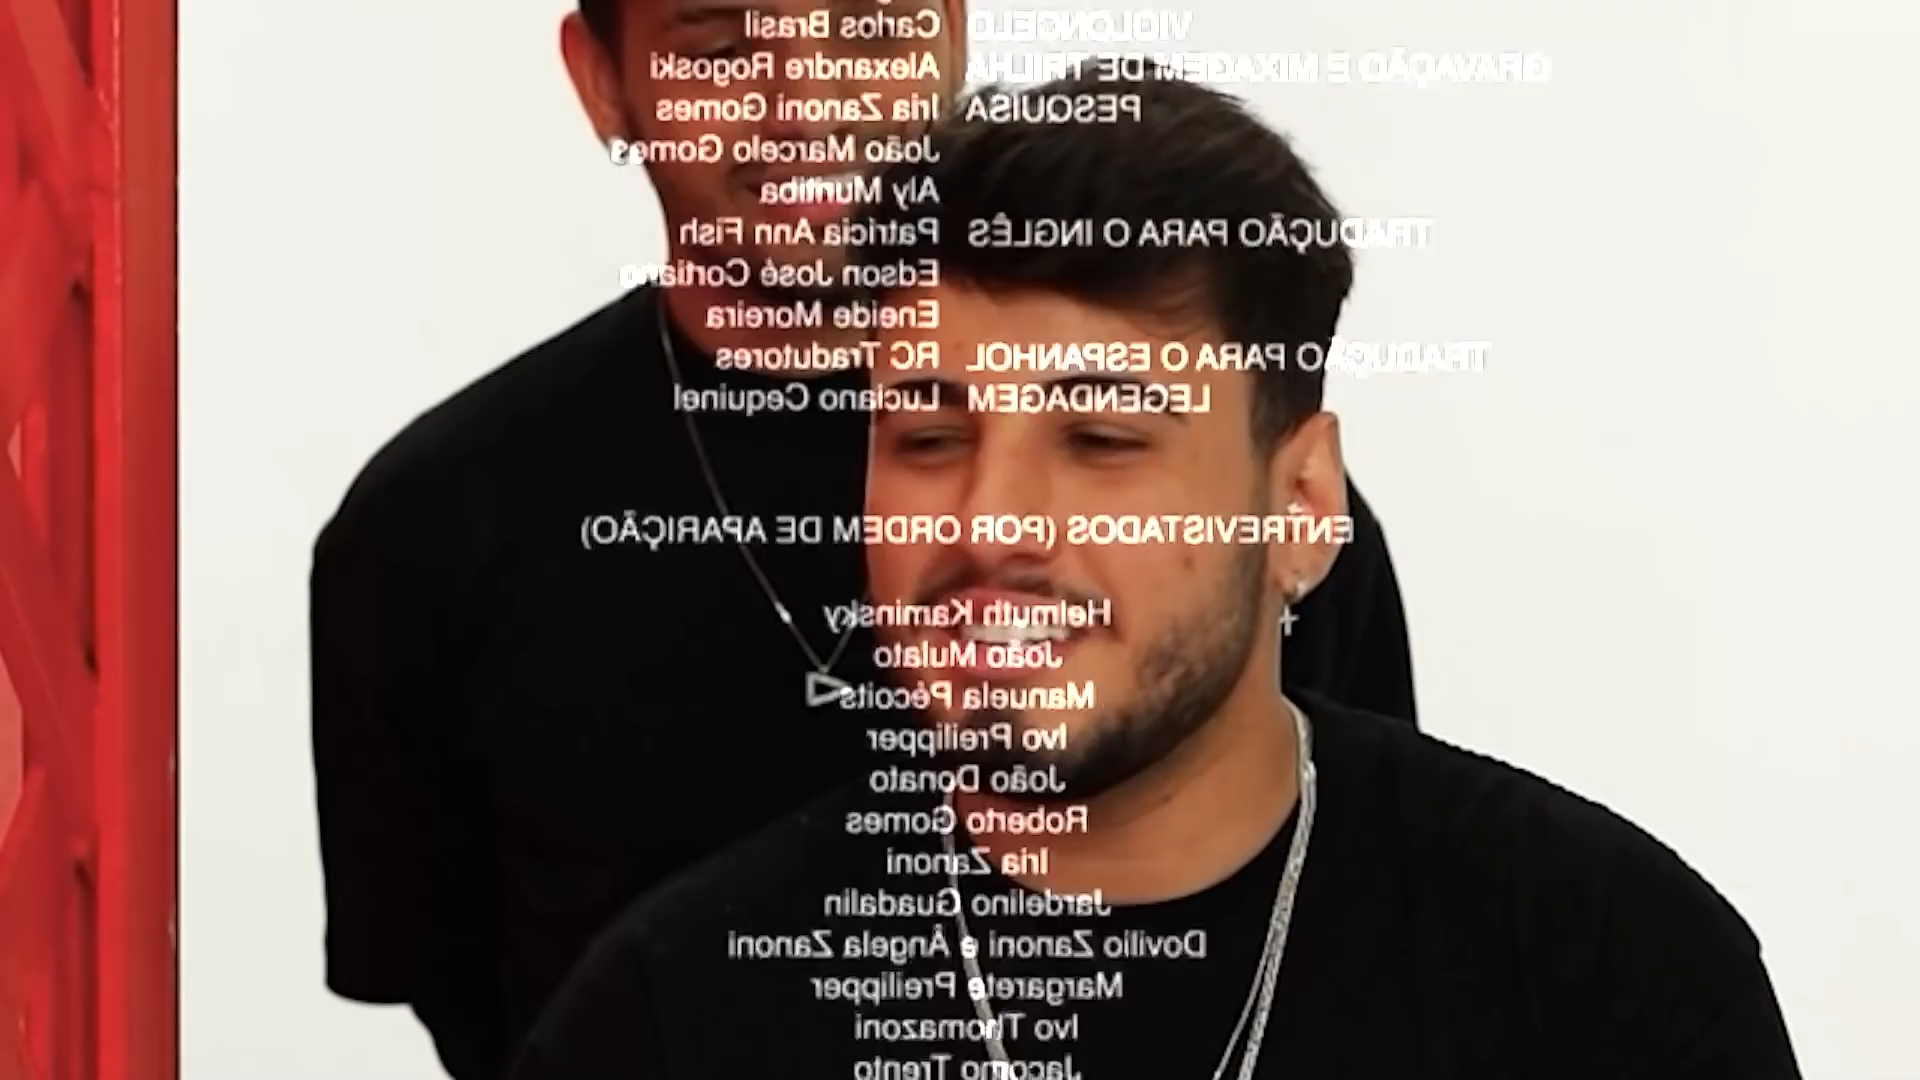 VIOLONCELO Carlos Brasil
GRAVAÇÃO E MIXAGEM DE TRILHA Alexandre Rogoski
PESQUISA Iria Zanoni Gomes
João Marcelo Gomes
Aly Muritiba
TRADUÇÃO PARA O INGLÊS Patrícia Ann Fish
Edson José Cortiano
Eneide Moreira
TRADUÇÃO PARA O ESPANHOL RC Tradutores
LEGENDAGEM Luciano Cequinel
ENTREVISTADOS (POR ORDEM DE APARIÇÃO)
Helmuth Kaminsky
João Mulato
Manuela Pécoits
Ivo Preilipper
João Donato
Roberto Gomes
Iria Zanoni
Jardelino Guadalin
Dovilio Zanoni e Ângela Zanoni
Margarete Preilipper
Ivo Thomazoni
Jacomo Trento